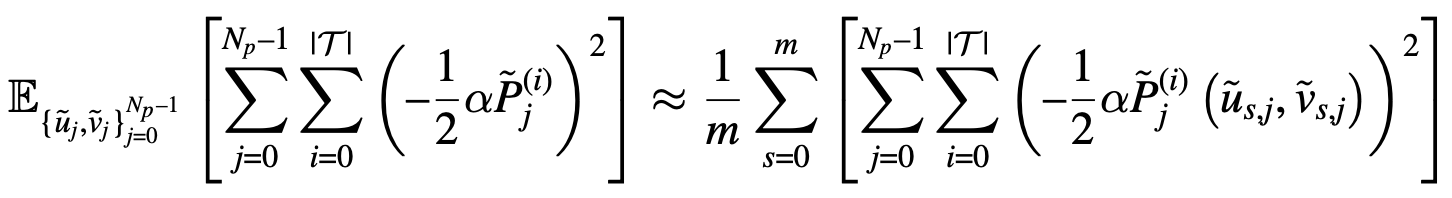 $\mathbb{E}_{\{\tilde{u}_j, \tilde{v}_j\}_{j=0}^{N_p-1}} \left[ \sum_{j=0}^{N_p-1} \sum_{i=0}^{|\mathcal{T}|} \left( -\frac{1}{2} \alpha \tilde{P}_j^{(i)} \right)^2 \right] \approx \frac{1}{m} \sum_{s=0}^{m} \left[ \sum_{j=0}^{N_p-1} \sum_{i=0}^{|\mathcal{T}|} \left( -\frac{1}{2} \alpha \tilde{P}_j^{(i)} \left( \tilde{u}_{s,j}, \tilde{v}_{s,j} \right) \right)^2 \right]$